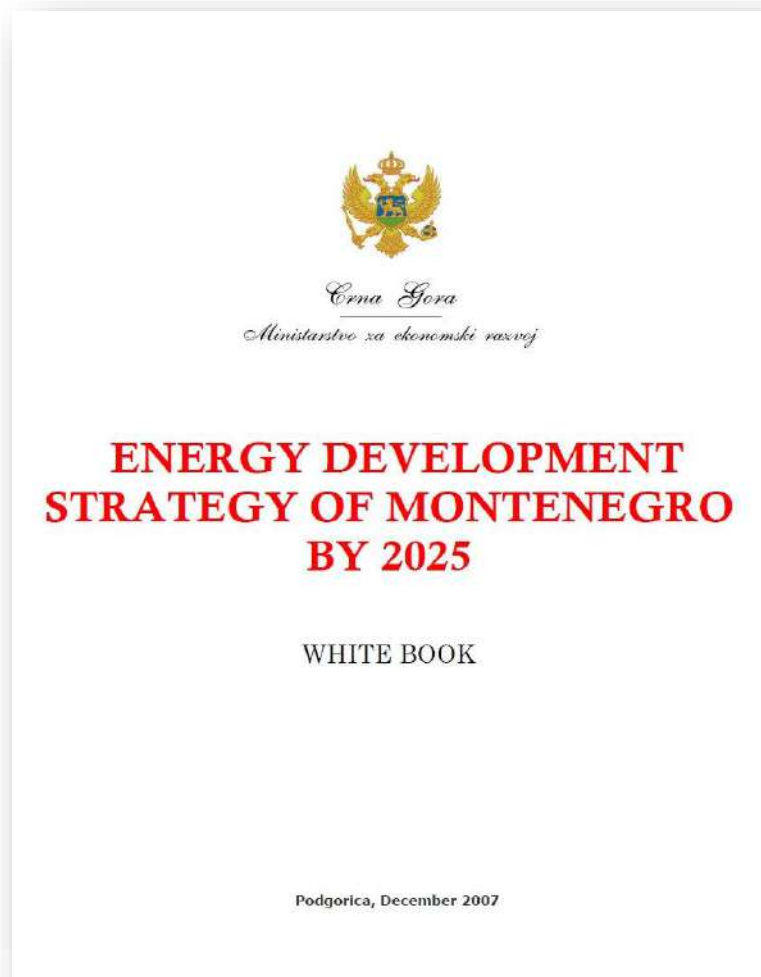 Crna Gora
Ministarstvo za ekonomski razvoj
ENERGY DEVELOPMENT
STRATEGY OF MONTENEGRO
BY 2025
WHITE BOOK
Podgorica, December 2007